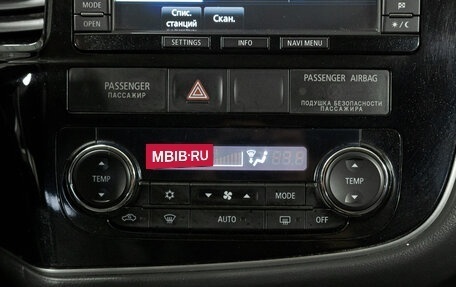 MODE
OPEN
Спис. станций
Скан.
SETTINGS
INFO
NAVI MENU
PASSENGER
ПАССАЖИР
PASSENGER AIRBAG
ПОДУШКА БЕЗОПАСНОСТИ
ПАССАЖИРА
MBIB·RU
TEMP
TEMP
MODE
AUTO
OFF